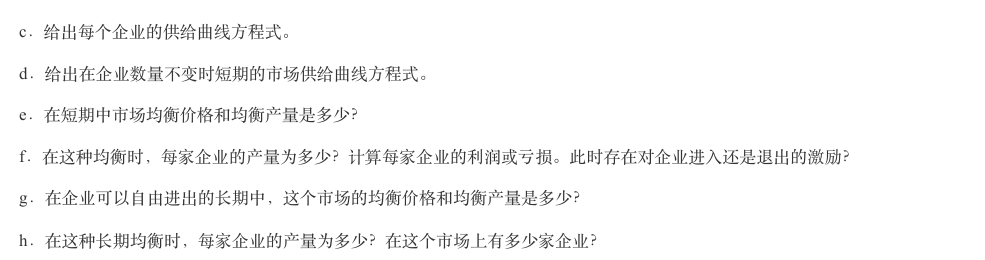 c．给出每个企业的供给曲线方程式。
d．给出在企业数量不变时短期的市场供给曲线方程式。
e．在短期中市场均衡价格和均衡产量是多少？
f．在这种均衡时，每家企业的产量为多少？计算每家企业的利润或亏损。此时存在对企业进入还是退出的激励？
g．在企业可以自由进出的长期中，这个市场的均衡价格和均衡产量是多少？
h．在这种长期均衡时，每家企业的产量为多少？在这个市场上有多少家企业？